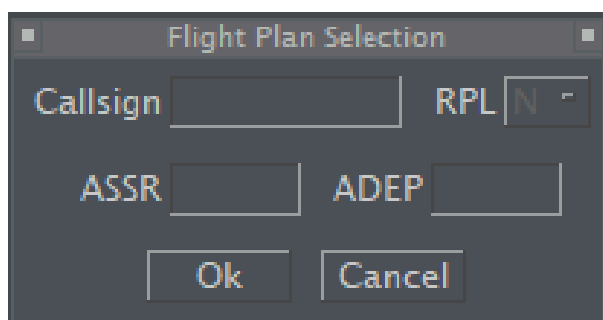 Flight Plan Selection
Callsign RPL N
ASSR ADEP
Ok Cancel